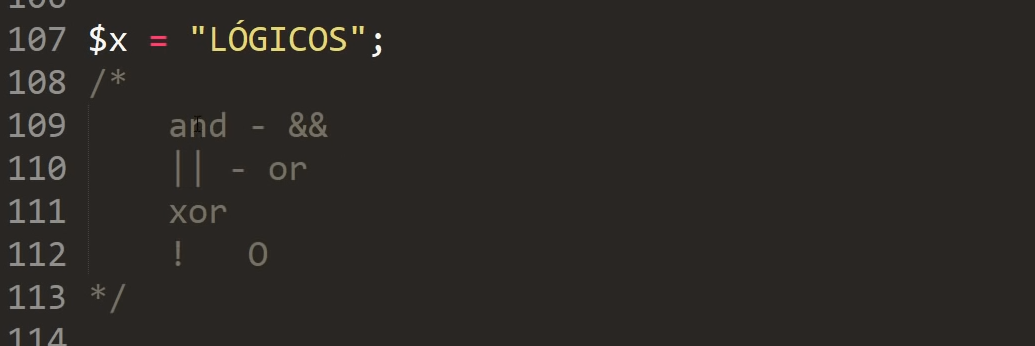 106
107 $x = "LÓGICOS";
108 /*
109 and - &&
110 || - or
111 xor
112 ! O
113 */
114